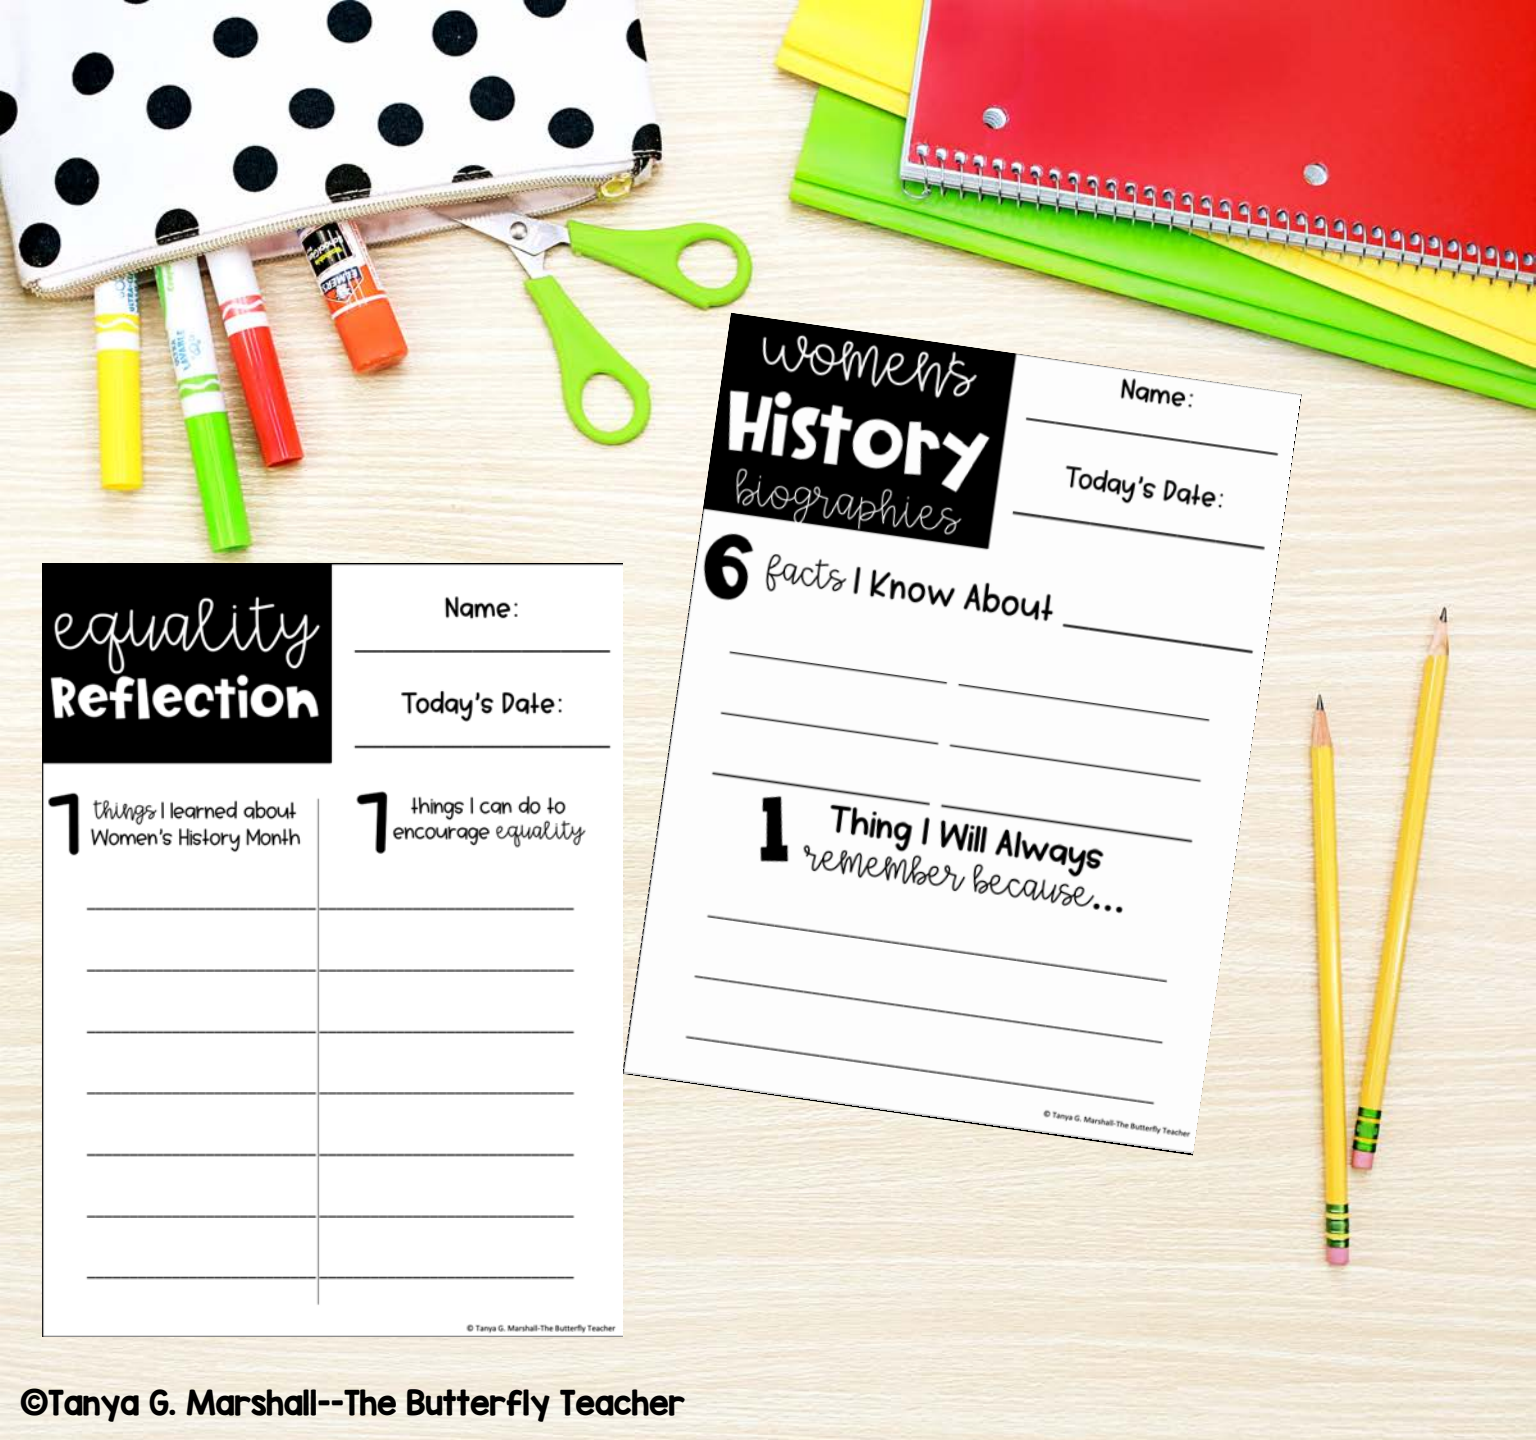 women's
History
biographies
Name:
Today's Date:
6 facts I Know About
1 Thing I Will Always
remember because...
© Tanya G. Marshall-The Butterfly Teacher
equality
Reflection
Name:
Today's Date:
7 things I learned about
Women's History Month
7 things I can do to
encourage equality
© Tanya G. Marshall-The Butterfly Teacher
ELMER'S
©Tanya G. Marshall--The Butterfly Teacher